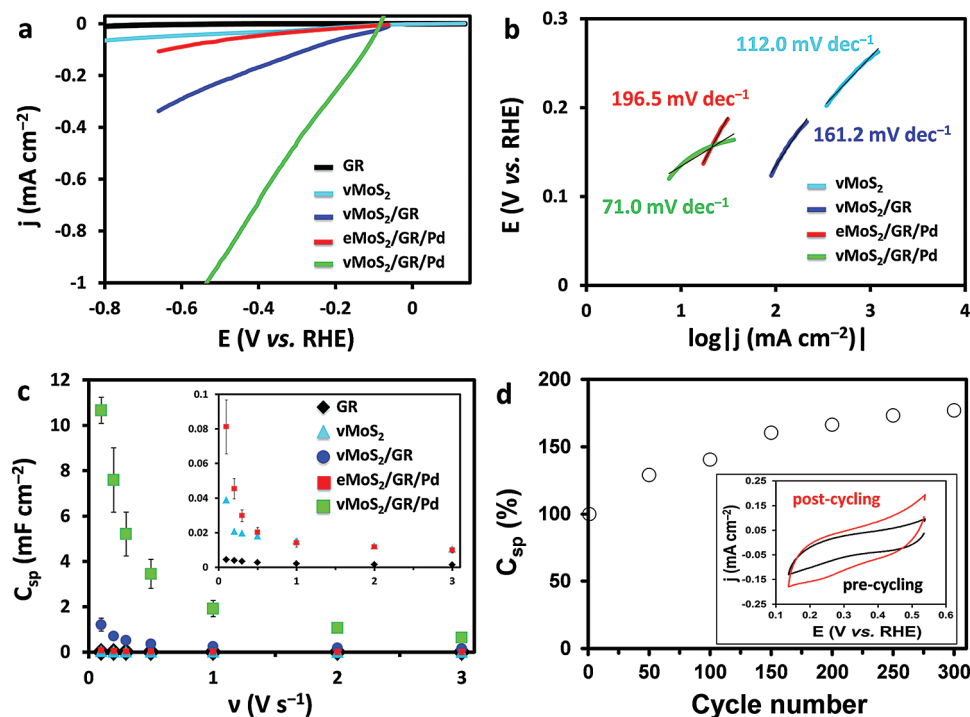 a
0
-0.2
-0.4
-0.6
-0.8
-1
j (mA cm⁻²)
-0.8
-0.6
-0.4
-0.2
0
E (V vs. RHE)
GR
vMoS₂
vMoS₂/GR
eMoS₂/GR/Pd
vMoS₂/GR/Pd
b
0.3
0.2
0.1
0
E (V vs. RHE)
0
1
2
3
4
log|j (mA cm⁻²)|
112.0 mV dec⁻¹
196.5 mV dec⁻¹
161.2 mV dec⁻¹
71.0 mV dec⁻¹
vMoS₂
vMoS₂/GR
eMoS₂/GR/Pd
vMoS₂/GR/Pd
c
12
10
8
6
4
2
0
Cₛₚ (mF cm⁻²)
0
1
2
3
ν (V s⁻¹)
0.1
0.08
0.06
0.04
0.02
0
0
1
2
3
GR
vMoS₂
vMoS₂/GR
eMoS₂/GR/Pd
vMoS₂/GR/Pd
d
200
150
100
50
0
Cₛₚ (%)
0
50
100
150
200
250
300
Cycle number
0.25
0.15
0.05
-0.05
-0.15
-0.25
j (mA cm⁻²)
0.1
0.2
0.3
0.4
0.5
0.6
E (V vs. RHE)
post-cycling
pre-cycling